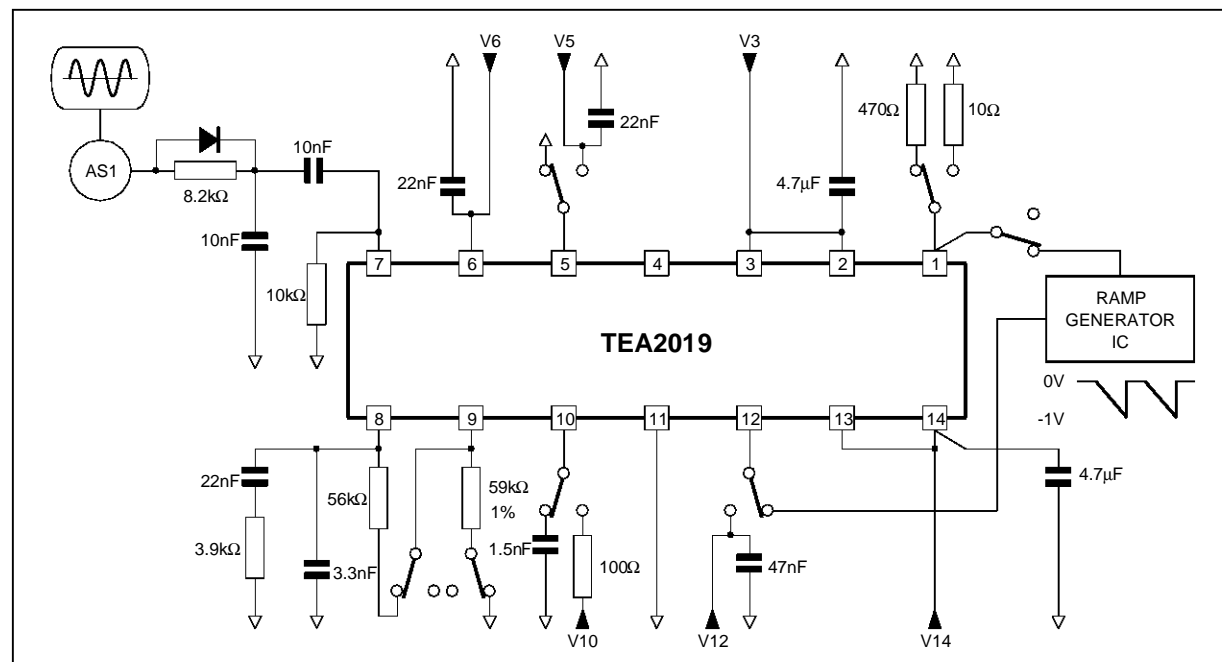 V6
V5
V3
470Ω
10Ω
22nF
10nF
AS1
8.2kΩ
22nF
4.7µF
10nF
7
6
5
4
3
2
1
10kΩ
RAMP
GENERATOR
IC
TEA2019
0V
-1V
8
9
10
11
12
13
14
22nF
56kΩ
59kΩ
1%
4.7µF
3.9kΩ
3.3nF
1.5nF
100Ω
47nF
V10
V12
V14